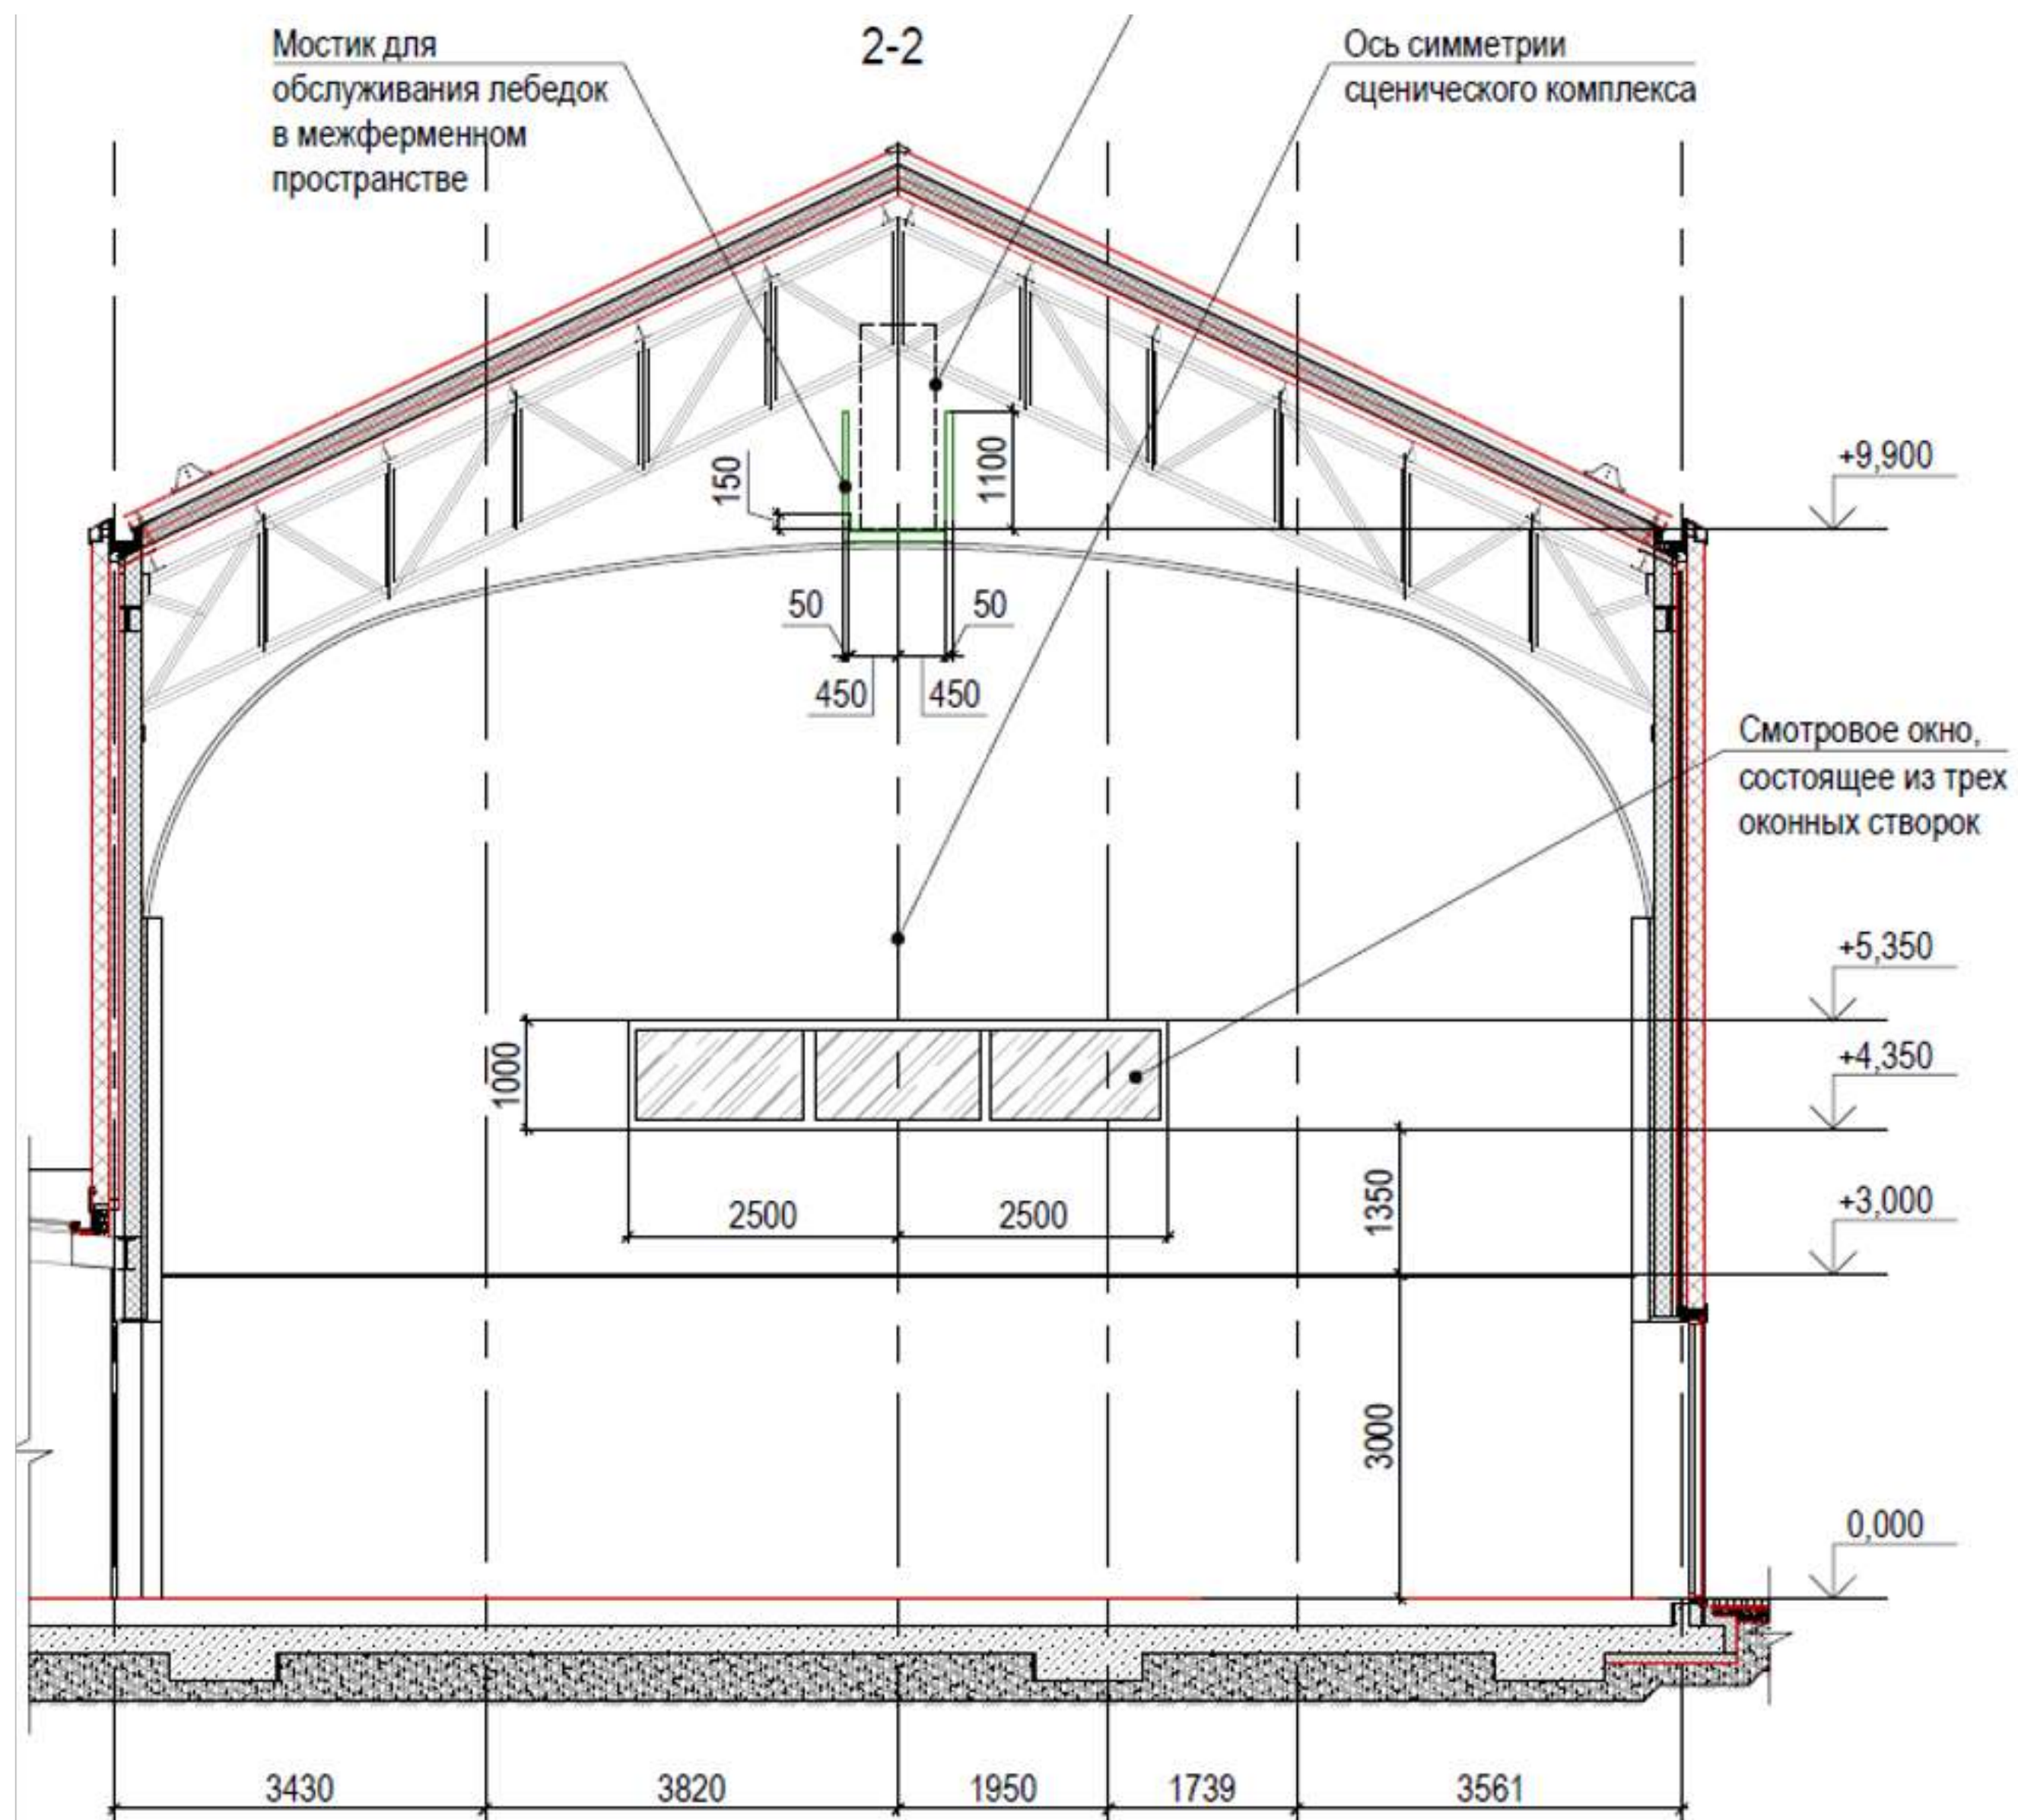 2-2
Мостик для
обслуживания лебедок
в межферменном
пространстве
Ось симметрии
сценического комплекса
+9,900
150
1100
50
50
450
450
Смотровое окно,
состоящее из трех
оконных створок
+5,350
1000
+4,350
2500
2500
1350
+3,000
3000
0,000
3430
3820
1950
1739
3561